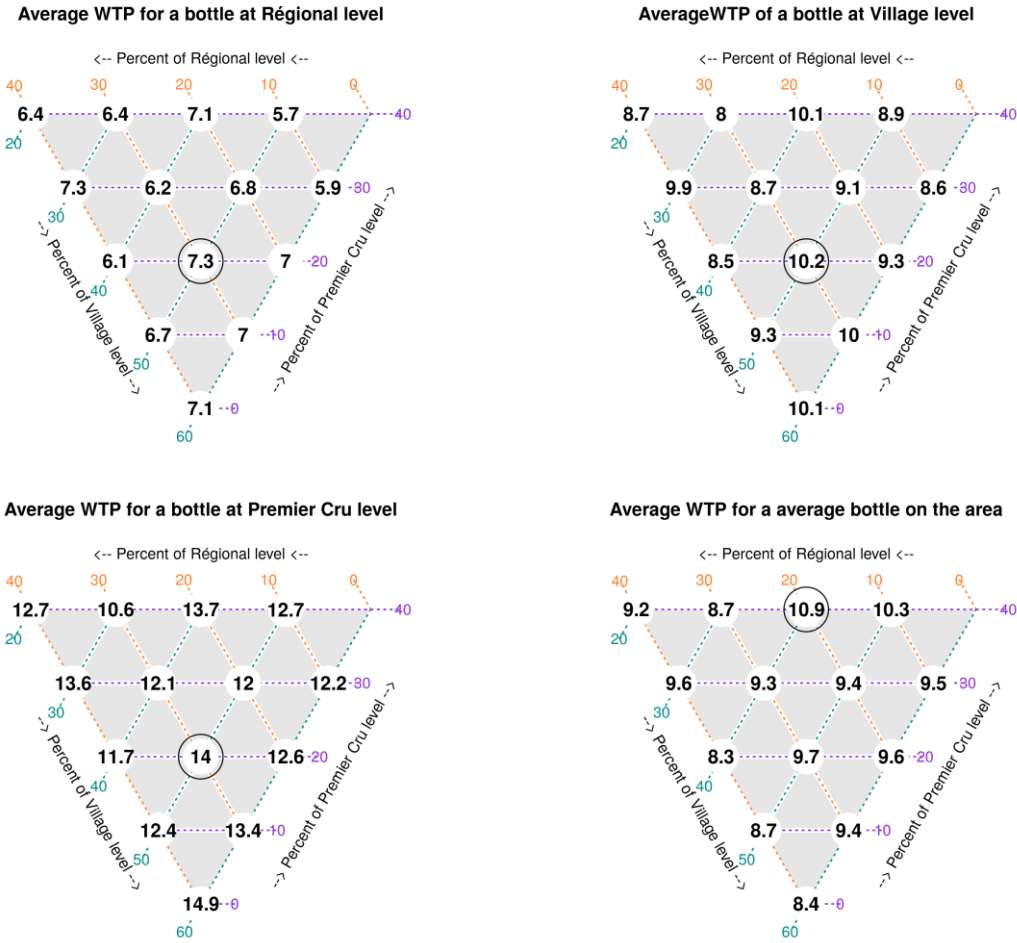 Average WTP for a bottle at Régional level
<-- Percent of Régional level <--
40 30 20 10 0
6.4 6.4 7.1 5.7 40
20
7.3 6.2 6.8 5.9 30
30
6.1 7.3 7 20
40
6.7 7 10
50
7.1 0
60
--> Percent of Village level -->
--> Percent of Premier Cru level -->
AverageWTP of a bottle at Village level
<-- Percent of Régional level <--
40 30 20 10 0
8.7 8 10.1 8.9 40
20
9.9 8.7 9.1 8.6 30
30
8.5 10.2 9.3 20
40
9.3 10 10
50
10.1 0
60
--> Percent of Village level -->
--> Percent of Premier Cru level -->
Average WTP for a bottle at Premier Cru level
<-- Percent of Régional level <--
40 30 20 10 0
12.7 10.6 13.7 12.7 40
20
13.6 12.1 12 12.2 30
30
11.7 14 12.6 20
40
12.4 13.4 10
50
14.9 0
60
--> Percent of Village level -->
--> Percent of Premier Cru level -->
Average WTP for a average bottle on the area
<-- Percent of Régional level <--
40 30 20 10 0
9.2 8.7 10.9 10.3 40
20
9.6 9.3 9.4 9.5 30
30
8.3 9.7 9.6 20
40
8.7 9.4 10
50
8.4 0
60
--> Percent of Village level -->
--> Percent of Premier Cru level -->